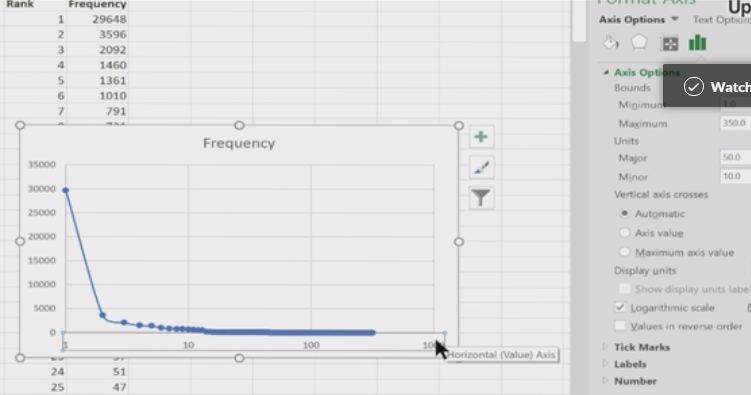 Rank Frequency
1 29648
2 3596
3 2092
4 1460
5 1361
6 1010
7 791
Frequency
35000
30000
25000
20000
15000
10000
5000
0
1 10 100
Horizontal (Value) Axis
24 51
25 47
Format Axis
Up
Axis Options Text Option
Axis Options
Watch
Bounds
Minimum
Maximum 350.0
Units
Major 50.0
Minor 10.0
Vertical axis crosses
Automatic
Axis value
Maximum axis value
Display units
Show display units label
Logarithmic scale
Values in reverse order
Tick Marks
Labels
Number